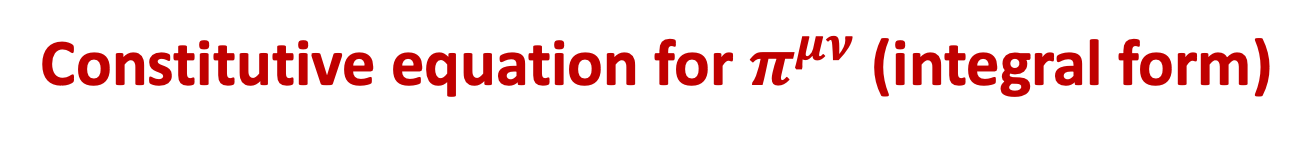 Constitutive equation for π^{μν} (integral form)